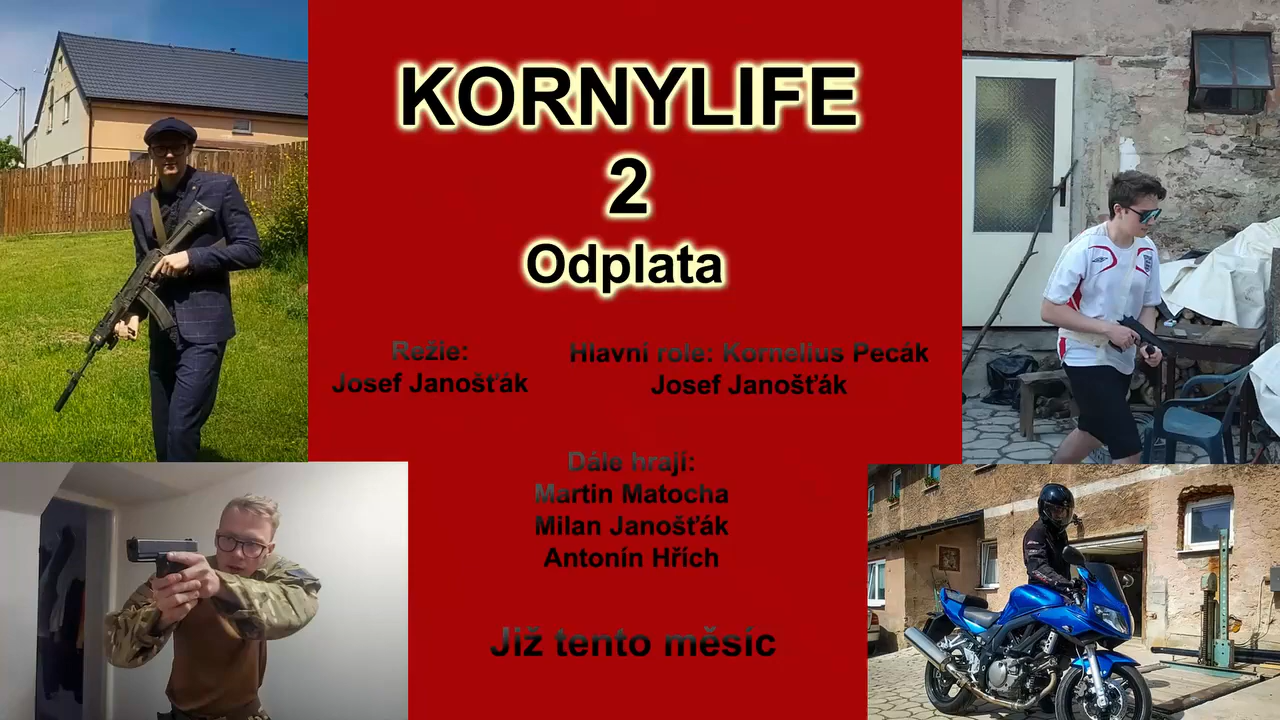 KORNYLIFE
2
Odplata
Režie:
Josef Janošťák
Hlavní role: Kornelius Pecák
Josef Janošťák
Dále hrají:
Martin Matocha
Milan Janošťák
Antonín Hřích
Již tento měsíc